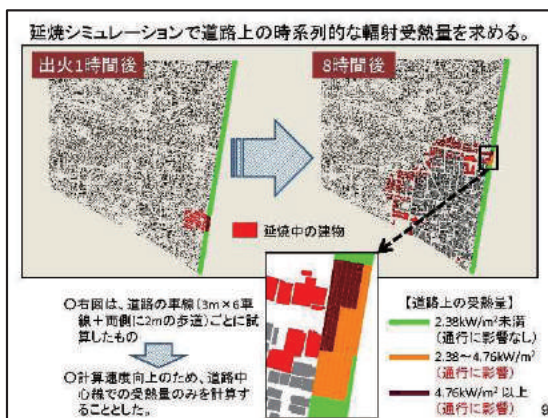 延焼シミュレーションで道路上の時系列的な輻射受熱量を求める。
出火1時間後
8時間後
延焼中の建物
〇右図は、道路の車線(3m×6車
線+両側に2mの歩道)ごとに試
算したもの
〇計算速度向上のため、道路中
心線での受熱量のみを計算す
ることとした。
【道路上の受熱量】
2.38kW/m²未満
(通行に影響なし)
2.38~4.76kW/m²
(通行に影響)
4.76kW/m²以上
(通行に影響)
9